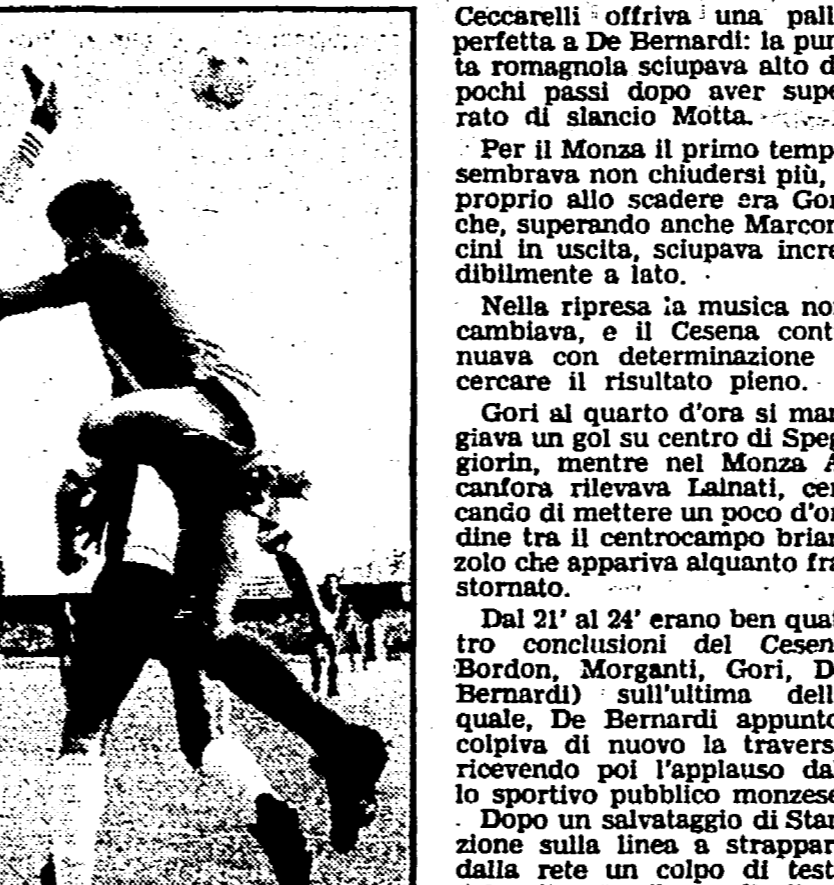 Ceccarelli offriva una pall
perfetta a De Bernardi: la pun
ta romagnola sciupava alto d
pochi passi dopo aver supe
rato di slancio Motta.
Per il Monza il primo temp
sembrava non chiudersi più,
proprio allo scadere era Gor
che, superando anche Marcon
cini in uscita, sciupava incre
dibilmente a lato.
Nella ripresa la musica non
cambiava, e il Cesena conti
nuava con determinazione
cercare il risultato pieno.
Gori al quarto d'ora si man
giava un gol su centro di Speg
giorin, mentre nel Monza A
canfora rilevava Lainati, cer
cando di mettere un poco d'or
dine tra il centrocampo brian
zolo che appariva alquanto fra
stornato.
Dal 21' al 24' erano ben quat
tro conclusioni del Cesen
Bordon, Morganti, Gori, D
Bernardi) sull'ultima dell
quale, De Bernardi appunto
colpiva di nuovo la travers
ricevendo poi l'applauso dal
lo sportivo pubblico monzese
Dopo un salvataggio di Stan
zione sulla linea a strappar
dalla rete un colpo di test